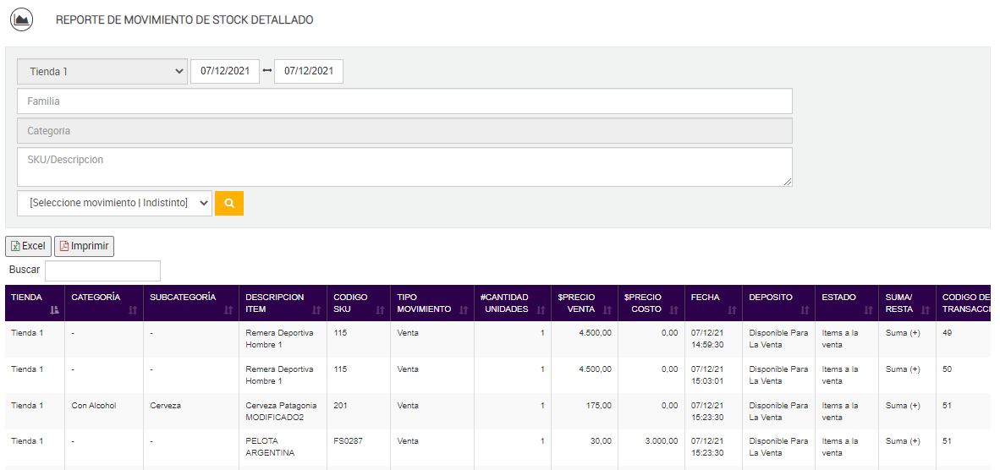 REPORTE DE MOVIMIENTO DE STOCK DETALLADO
Tienda 1 07/12/2021 07/12/2021
Familia
Categoría
SKU/Descripción
[Seleccione movimiento | Indistinto]
Excel Imprimir
Buscar
TIENDA CATEGORÍA SUBCATEGORÍA DESCRIPCION CODIGO TIPO #CANTIDAD $PRECIO $PRECIO FECHA DEPOSITO ESTADO SUMA/ CODIGO DE
ITEM SKU MOVIMIENTO UNIDADES VENTA COSTO RESTA TRANSACCI
Tienda 1 - - Remera Deportiva 115 Venta 1 4.500,00 0,00 07/12/21 Disponible Para Items a la Suma (+) 49
Hombre 1 14:59:30 La Venta venta
Tienda 1 - - Remera Deportiva 115 Venta 1 4.500,00 0,00 07/12/21 Disponible Para Items a la Suma (+) 50
Hombre 1 15:03:01 La Venta venta
Tienda 1 Con Alcohol Cerveza Cerveza Patagonia 201 Venta 1 175,00 0,00 07/12/21 Disponible Para Items a la Suma (+) 51
MODIFICADO2 15:23:30 La Venta venta
Tienda 1 - - PELOTA FS0287 Venta 1 30,00 3.000,00 07/12/21 Disponible Para Items a la Suma (+) 51
ARGENTINA 15:23:30 La Venta venta